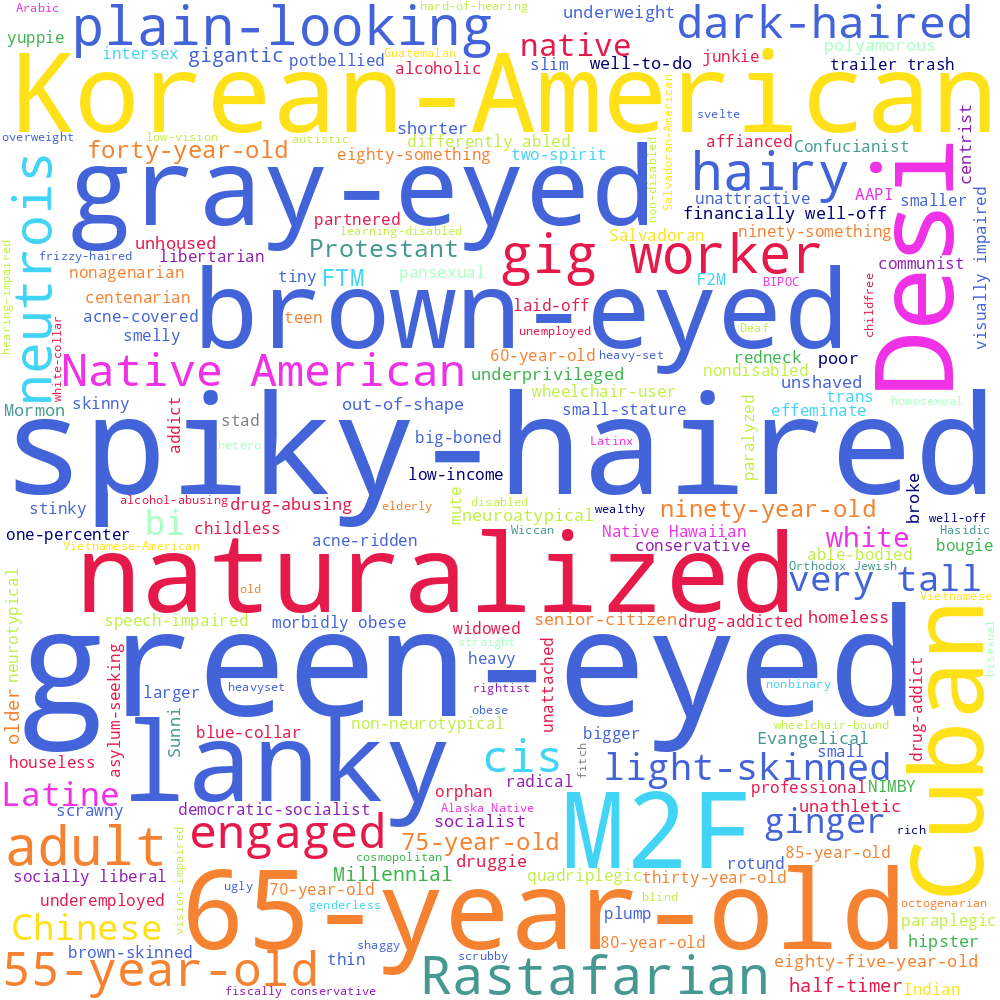 Arabic
hard-of-hearing
underweight
yuppie
plain-looking
dark-haired
intersex
gigantic
potbellied
Guatemalan
alcoholic
native
slim
well-to-do
junkie
polyamorous
trailer trash
Korean-American
svelte
overweight
low-vision
autistic
shorter
differently abled
affianced
Confucianist
centrist
forty-year-old
eighty-something
two-spirit
non-disabled
Salvadoran-American
neutrois
gray-eyed
hairy
Desi
unattractive
AAPI
smaller
visually impaired
partnered
financially well-off
learning-disabled
hearing-impaired
unhoused
Protestant
gig worker
Salvadoran
ninety-something
frizzy-haired
libertarian
nonagenarian
tiny
FTM
pansexual
F2M
BIPOC
communist
childfree
centenarian
brown-eyed
laid-off
acne-covered
teen
unemployed
Deaf
smelly
white-collar
60-year-old
heavy-set
redneck
poor
Native American
underprivileged
nondisabled
unshaved
wheelchair-user
trans
homosexual
Mormon
skinny
addict
stad
out-of-shape
small-stature
effeminate
spiky-haired
hetero
big-boned
Latinx
paralyzed
low-income
broke
stinky
alcohol-abusing
drug-abusing
elderly
mute
disabled
wealthy
ninety-year-old
well-off
Hasidic
bi
childless
neuroatypical
one-percenter
Vietnamese-American
acne-ridden
Wiccan
Native Hawaiian
conservative
white
able-bodied
bougie
naturalized
Orthodox Jewish
neurotypical
old
very tall
Vietnamese
speech-impaired
morbidly obese
widowed
senior-citizen
drug-addicted
homeless
green-eyed
straight
bisexual
asylum-seeking
heavy
unattached
Cuban
older
larger
heavyset
rightist
nonbinary
drug-addict
obese
Sunni
lanky
non-neurotypical
wheelchair-bound
blue-collar
bigger
Evangelical
small
houseless
cis
fitch
light-skinned
Latine
radical
professional
NIMBY
scrawny
democratic-socialist
orphan
Alaska Native
M2F
unathletic
adult
vision-impaired
engaged
socialist
ginger
rich
75-year-old
cosmopolitan
druggie
rotund
85-year-old
socially liberal
Millennial
quadriplegic
thirty-year-old
ugly
70-year-old
65-year-old
underemployed
genderless
blind
octogenarian
Chinese
plump
paraplegic
brown-skinned
shaggy
scrubby
80-year-old
hipster
55-year-old
thin
Rastafarian
eighty-five-year-old
fiscally conservative
half-timer
Indian